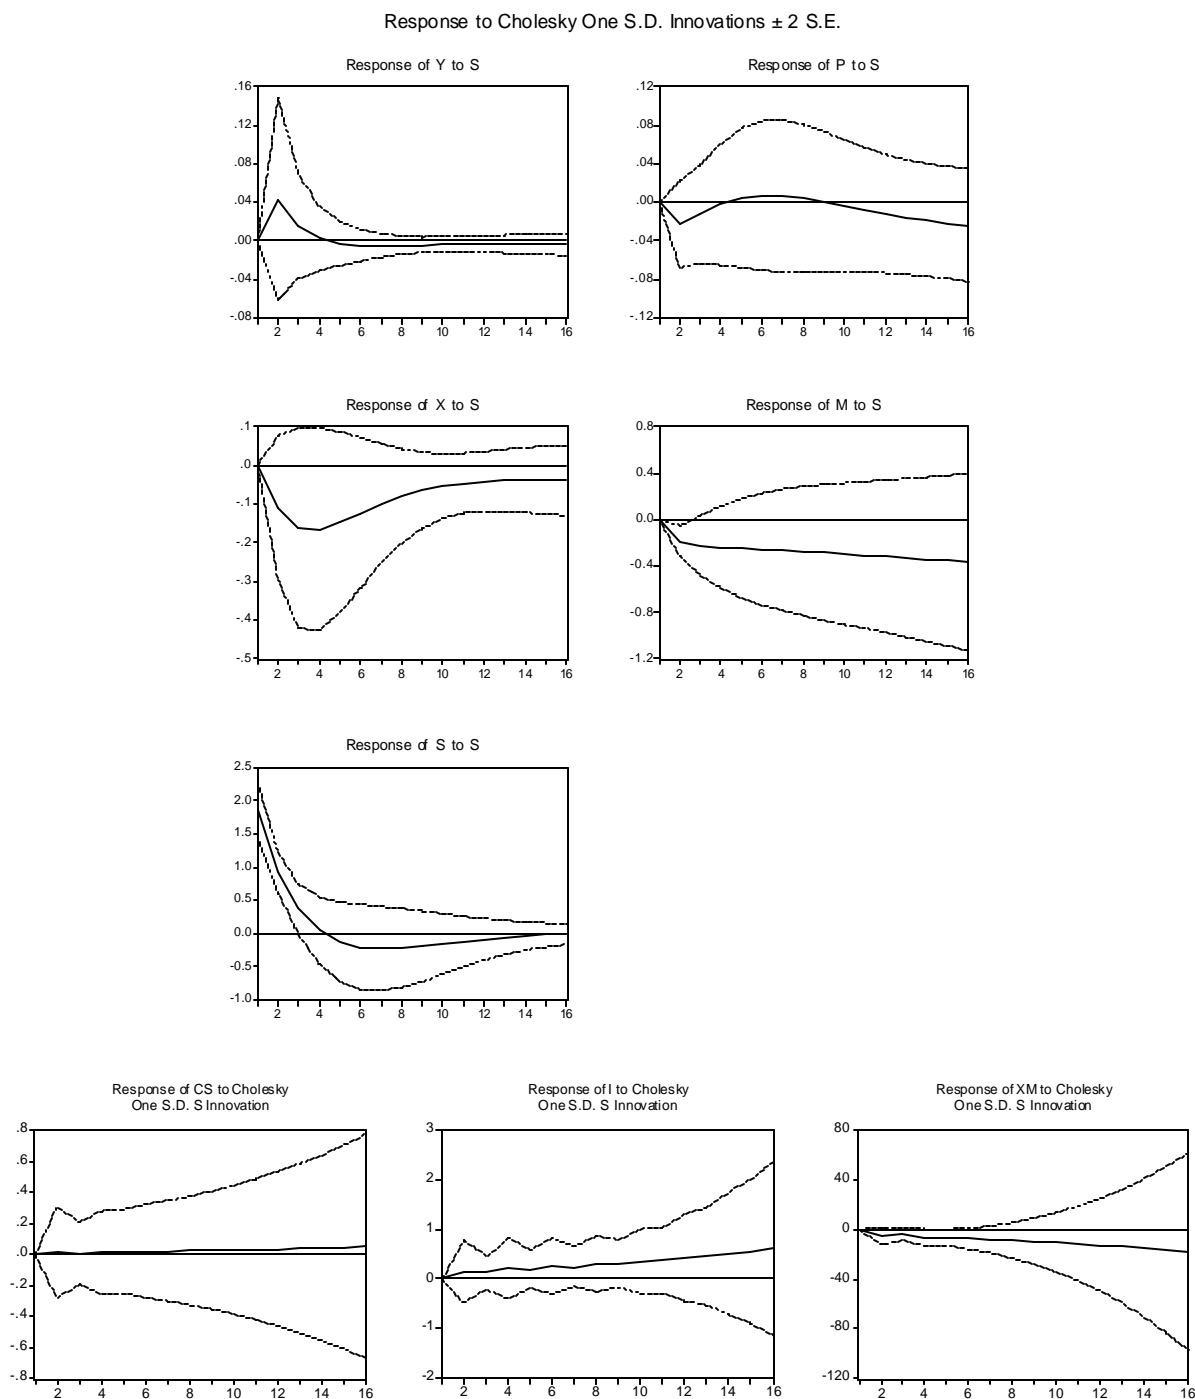 Response to Cholesky One S.D. Innovations ± 2 S.E.
Response of Y to S
.16
.12
.08
.04
.00
-.04
-.08
2 4 6 8 10 12 14 16
Response of P to S
.12
.08
.04
.00
-.04
-.08
-.12
2 4 6 8 10 12 14 16
Response of X to S
.1
.0
-.1
-.2
-.3
-.4
-.5
2 4 6 8 10 12 14 16
Response of M to S
0.8
0.4
0.0
-0.4
-0.8
-1.2
2 4 6 8 10 12 14 16
Response of S to S
2.5
2.0
1.5
1.0
0.5
0.0
-0.5
-1.0
2 4 6 8 10 12 14 16
Response of CS to Cholesky
One S.D. S Innovation
.8
.6
.4
.2
.0
-.2
-.4
-.6
-.8
2 4 6 8 10 12 14 16
Response of I to Cholesky
One S.D. S Innovation
3
2
1
0
-1
-2
2 4 6 8 10 12 14 16
Response of XM to Cholesky
One S.D. S Innovation
80
40
0
-40
-80
-120
2 4 6 8 10 12 14 16